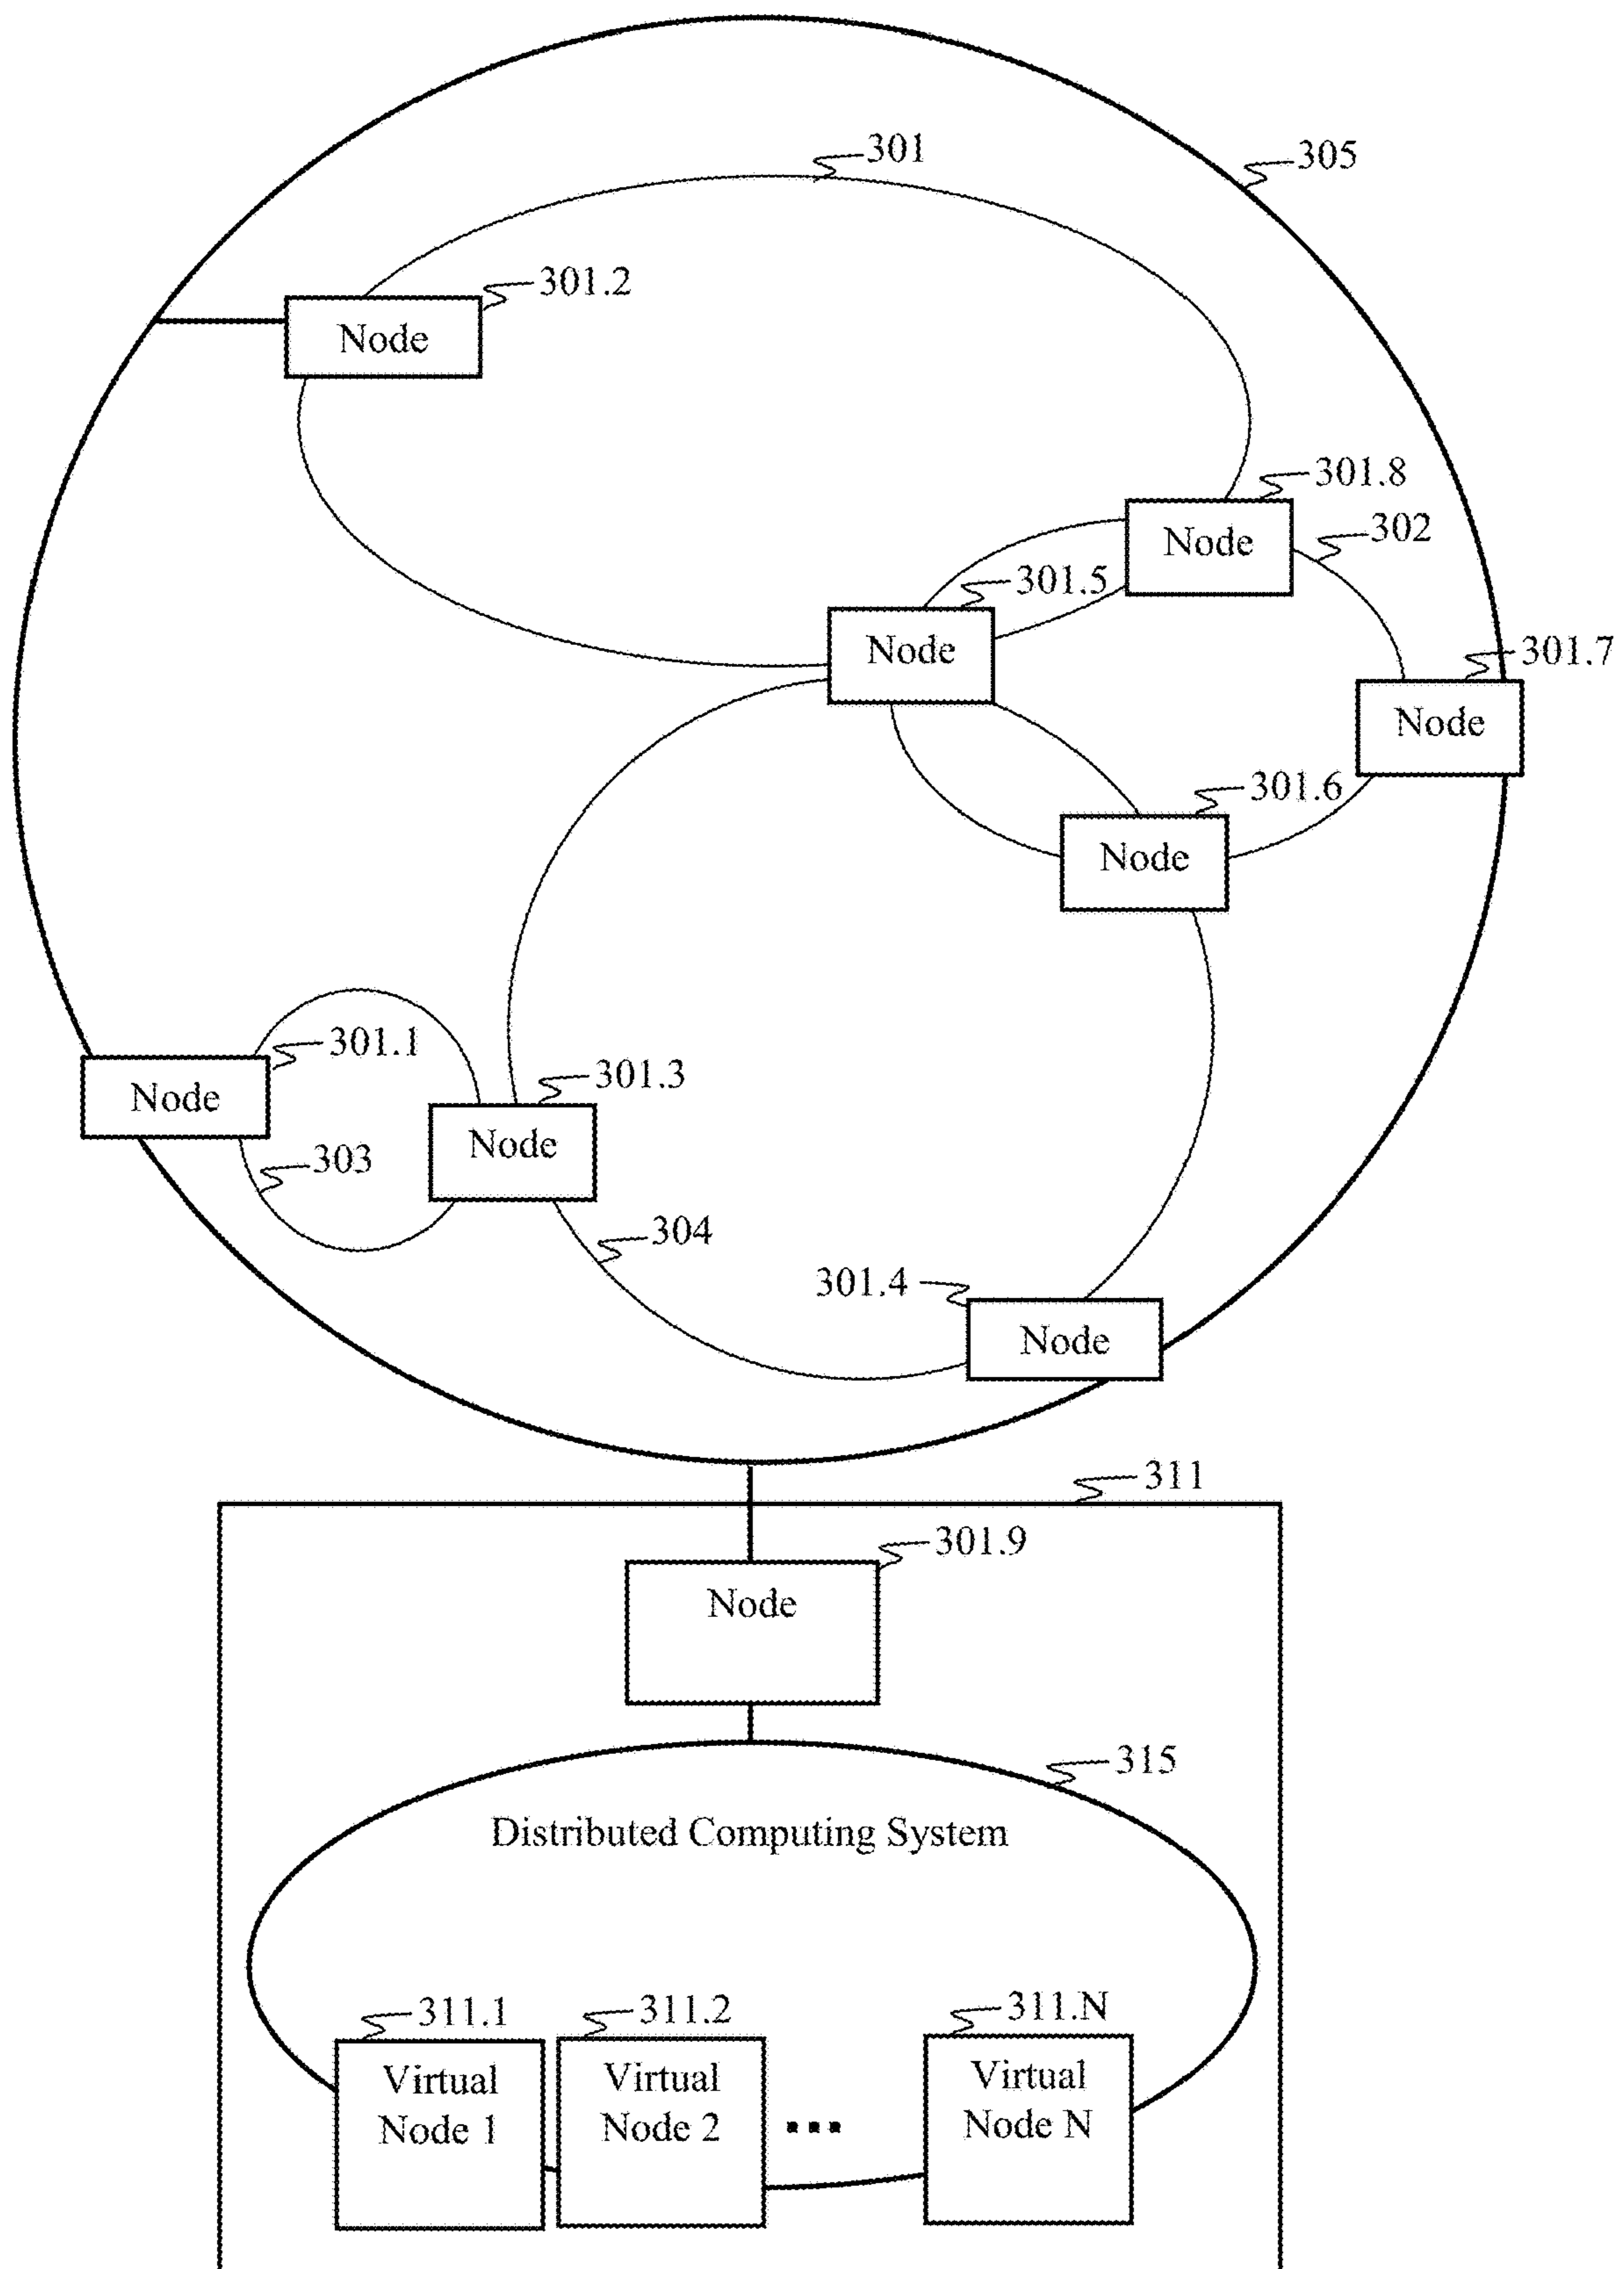 301
305
301.2
Node
301.8
Node
302
301.5
Node
301.7
Node
301.6
Node
301.1
Node
301.3
Node
303
304
301.4
Node
311
301.9
Node
315
Distributed Computing System
311.1
311.2
311.N
Virtual
Node 1
Virtual
Node 2
...
Virtual
Node N